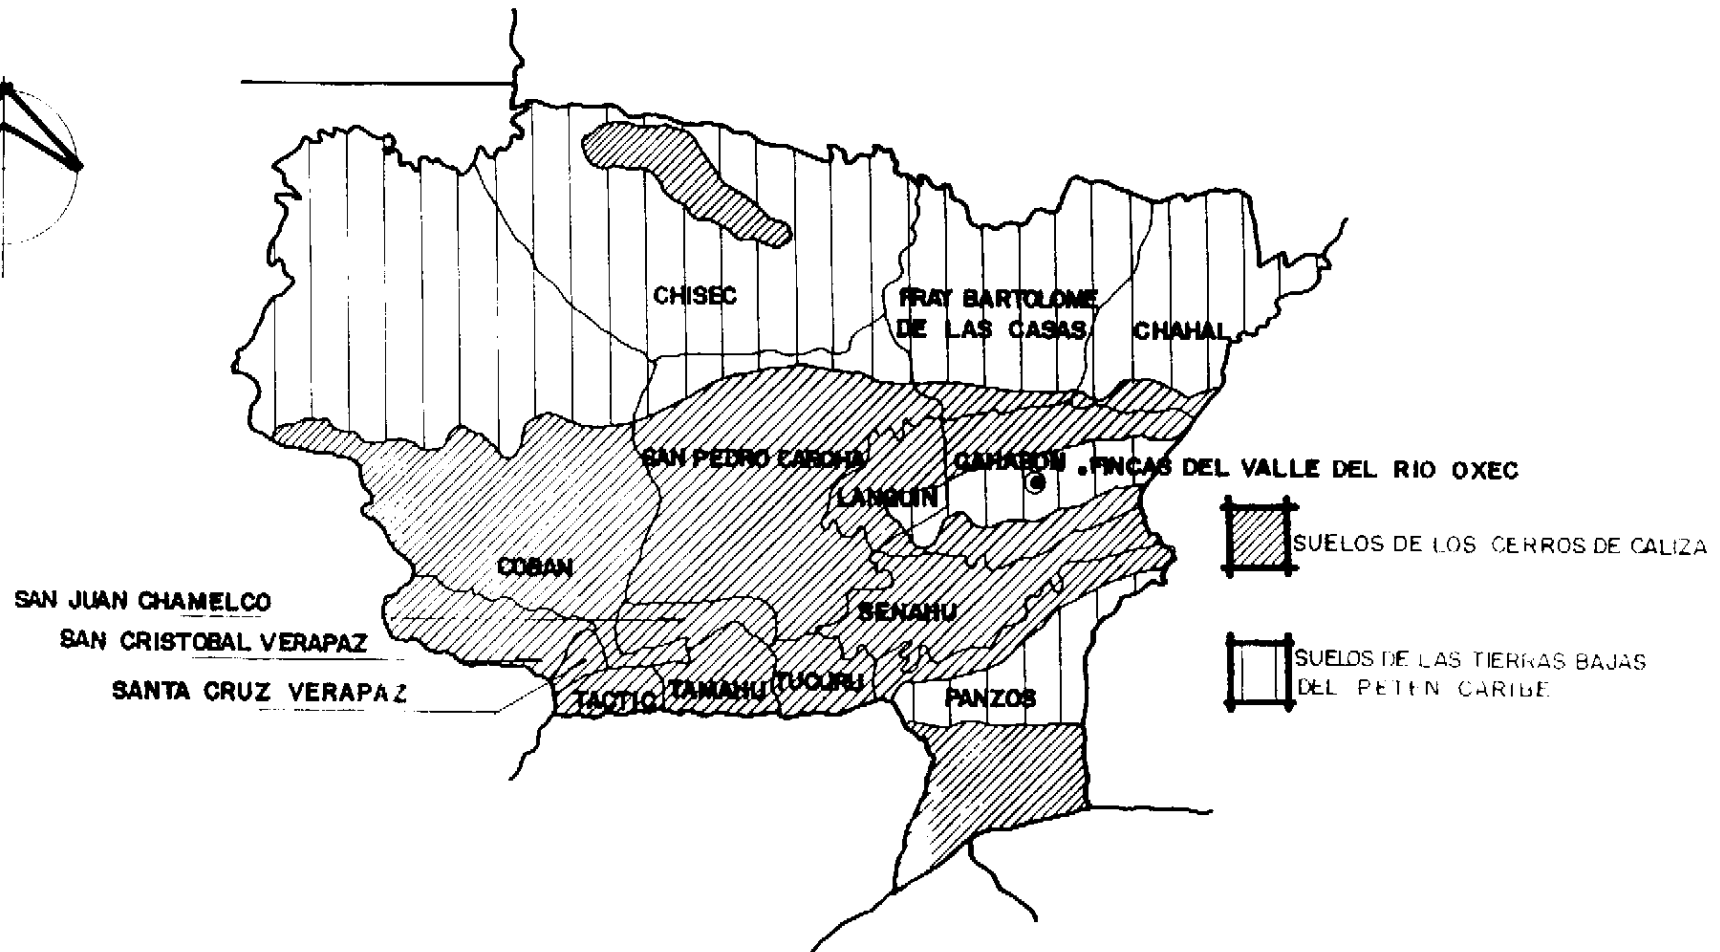 CHISEC
FRAY BARTOLOME
DE LAS CASAS
CHAHAL
SAN PEDRO CARCHA
CAHABON
.FINCAS DEL VALLE DEL RIO OXEC
LANQUIN
SUELOS DE LOS CERROS DE CALIZA
COBAN
SAN JUAN CHAMELCO
SENAHU
SAN CRISTOBAL VERAPAZ
SUELOS DE LAS TIERRAS BAJAS
DEL PETEN CARIBE
SANTA CRUZ VERAPAZ
TACTIC
TAMAHU
TUCURU
PANZOS